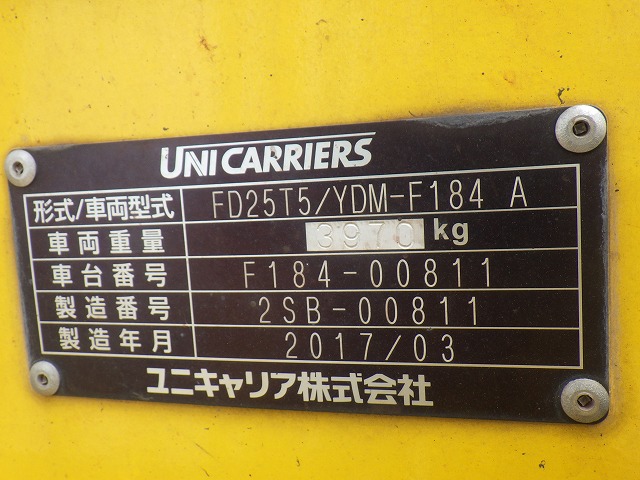 UNICARRIERS
形式/車両型式 FD25T5/YDM-F184 A
車両重量 3970 kg
車台番号 F184-00811
製造番号 2SB-00811
製造年月 2017/03
ユニキャリア株式会社